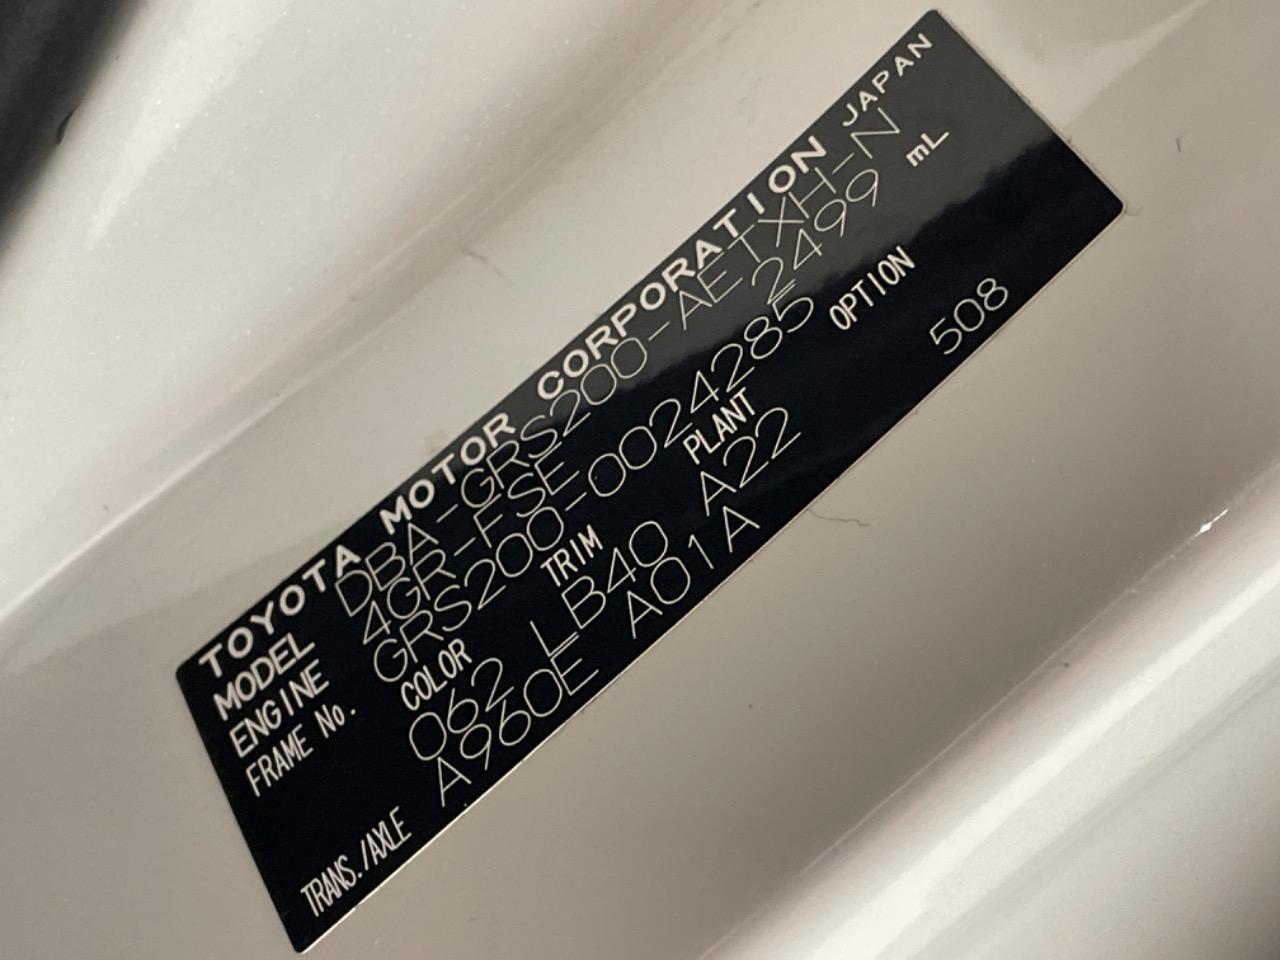 TOYOTA MOTOR CORPORATION JAPAN
MODEL DBA-GRS200-AETXH-N
ENGINE 4GR-FSE 2499 mL
FRAME No. GRS200-0024285
COLOR TRIM PLANT OPTION
062 LB40 A22 508
TRANS./AXLE A960E A01A